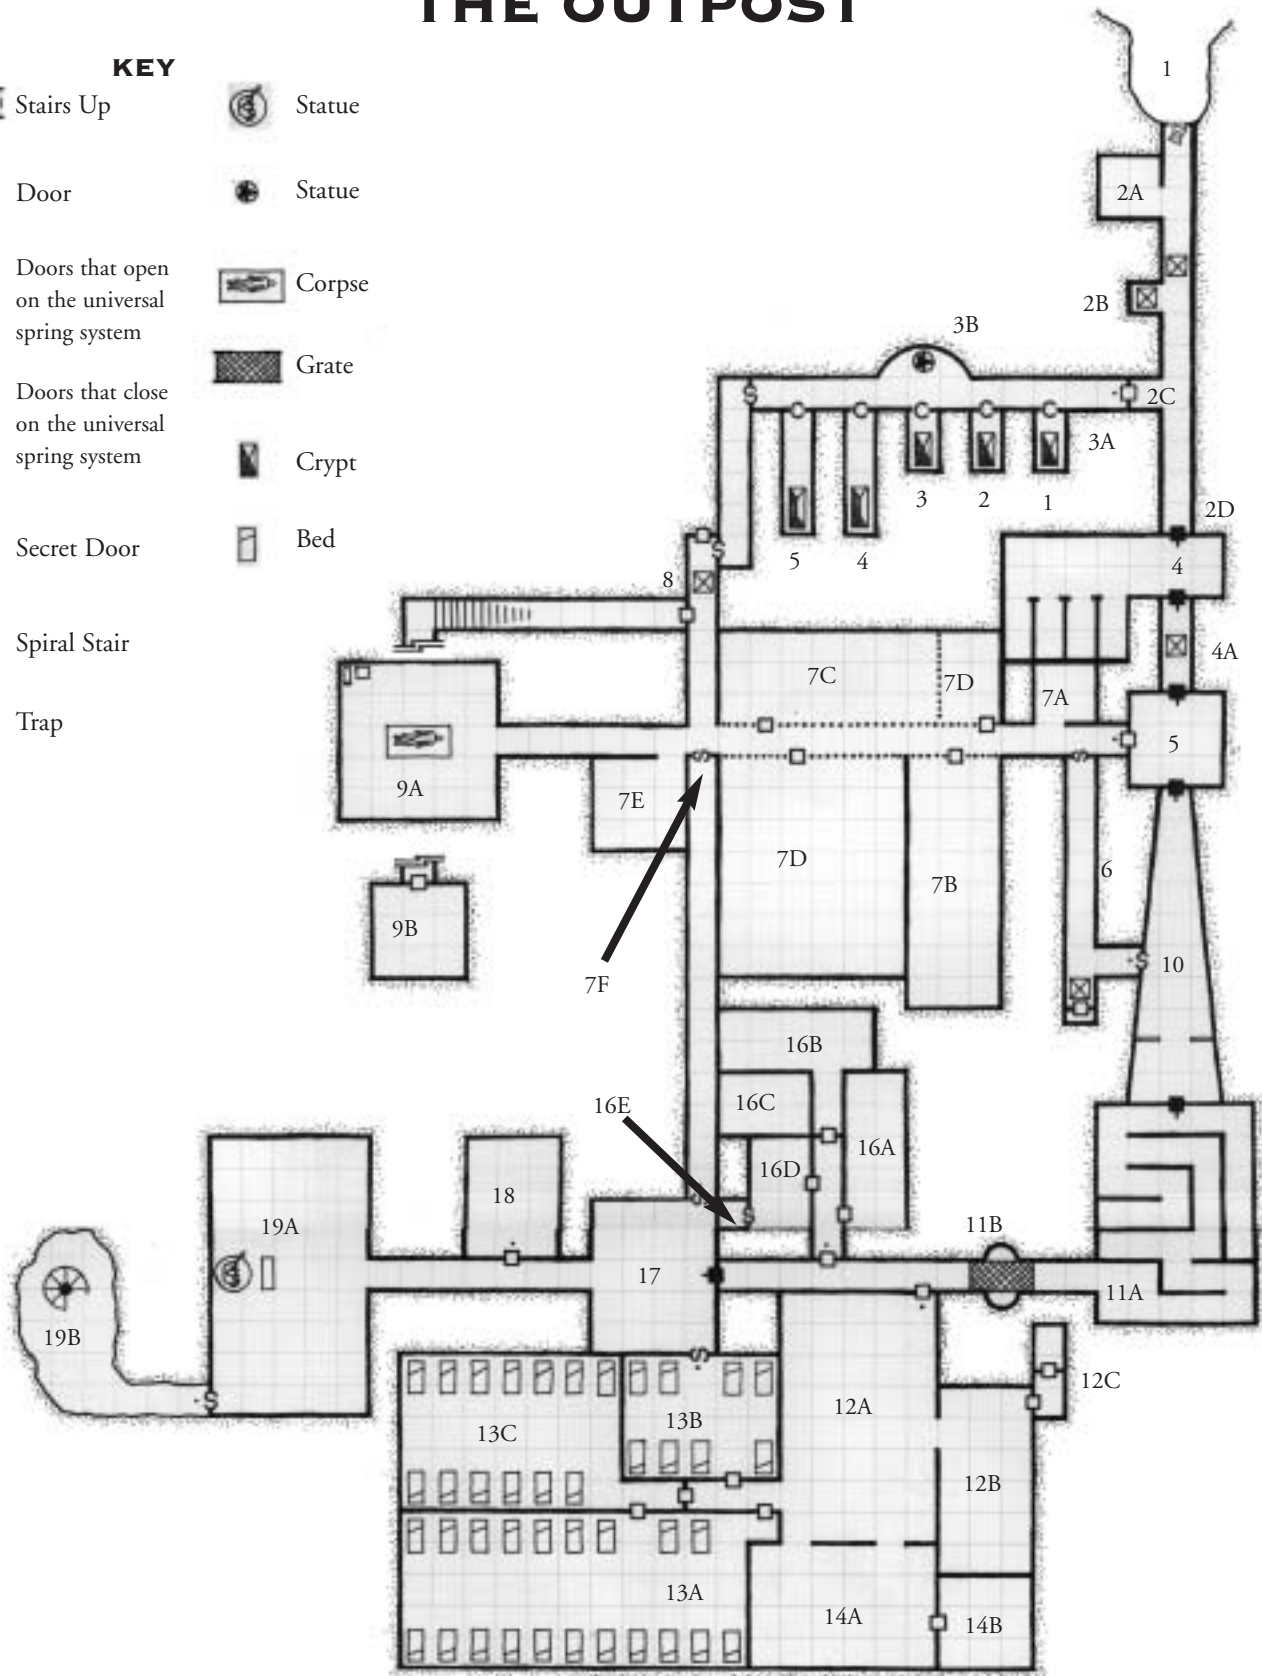 THE OUTPOST
KEY
Stairs Up
Statue
Door
Statue
Doors that open
on the universal
spring system
Corpse
Grate
Doors that close
on the universal
spring system
Crypt
Secret Door
Bed
Spiral Stair
Trap
1
2A
2B
3B
2C
3A
3
2
1
2D
5
4
4
8
4A
7C
7D
7A
5
9A
7E
7D
6
7B
9B
10
7F
16B
16C
16E
16A
16D
18
19A
11B
17
11A
19B
12C
12A
13B
13C
12B
13A
14A
14B
S
S
S
S
S
S
S
S
S